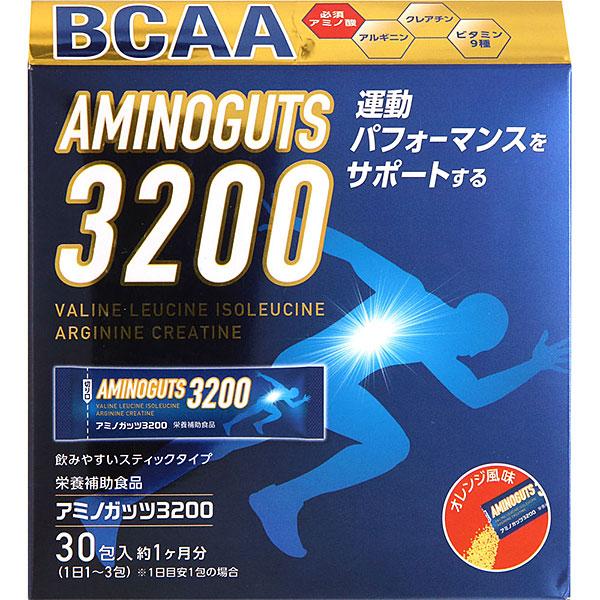 BCAA
必須
アミノ酸
アルギニン
クレアチン
ビタミン
9種
AMINOGUTS
3200
運動
パフォーマンスを
サポートする
VALINE LEUCINE ISOLEUCINE
ARGININE CREATINE
切り口
AMINOGUTS 3200
VALINE LEUCINE ISOLEUCINE
ARGININE CREATINE
アミノガッツ3200 栄養補助食品
飲みやすいスティックタイプ
栄養補助食品
アミノガッツ3200
30包入 約1ヶ月分
(1日1~3包) ※1日目安1包の場合
オレンジ風味
AMINOGUTS 3
アミノガッツ3200